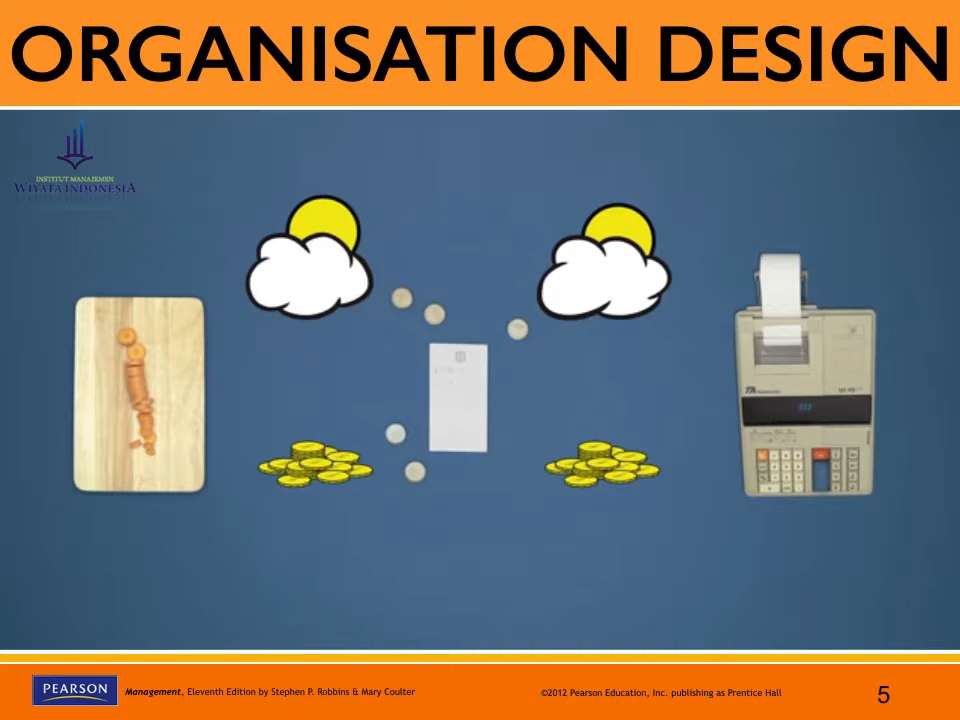 ORGANISATION DESIGN
INSTITUT MANAJEMEN
WIYATA INDONESIA
PEARSON
Management, Eleventh Edition by Stephen P. Robbins & Mary Coulter
©2012 Pearson Education, Inc. publishing as Prentice Hall
5